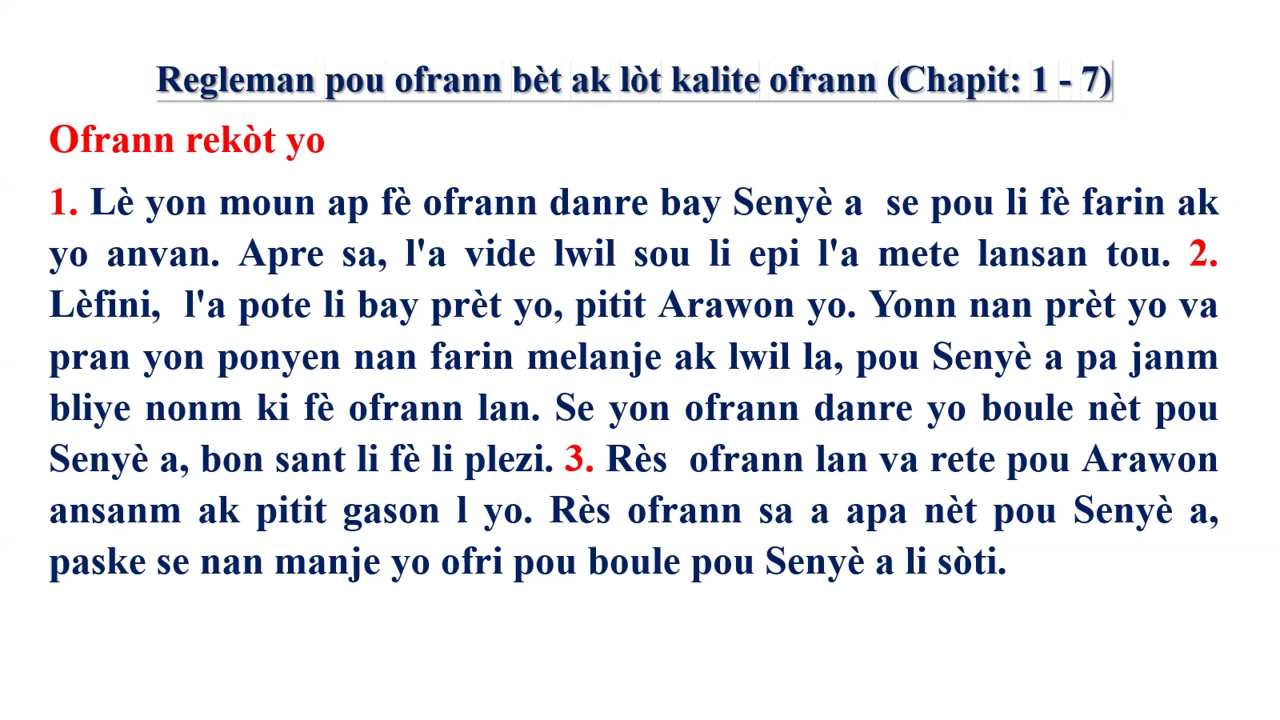 Regleman pou ofrann bèt ak lòt kalite ofrann (Chapit: 1 - 7)
Ofrann rekòt yo
1. Lè yon moun ap fè ofrann danre bay Senyè a se pou li fè farin ak
yo anvan. Apre sa, l'a vide lwil sou li epi l'a mete lansan tou. 2.
Lèfini, l'a pote li bay prèt yo, pitit Arawon yo. Yonn nan prèt yo va
pran yon ponyen nan farin melanje ak lwil la, pou Senyè a pa janm
bliye nonm ki fè ofrann lan. Se yon ofrann danre yo boule nèt pou
Senyè a, bon sant li fè li plezi. 3. Rès ofrann lan va rete pou Arawon
ansanm ak pitit gason l yo. Rès ofrann sa a apa nèt pou Senyè a,
paske se nan manje yo ofri pou boule pou Senyè a li sòti.